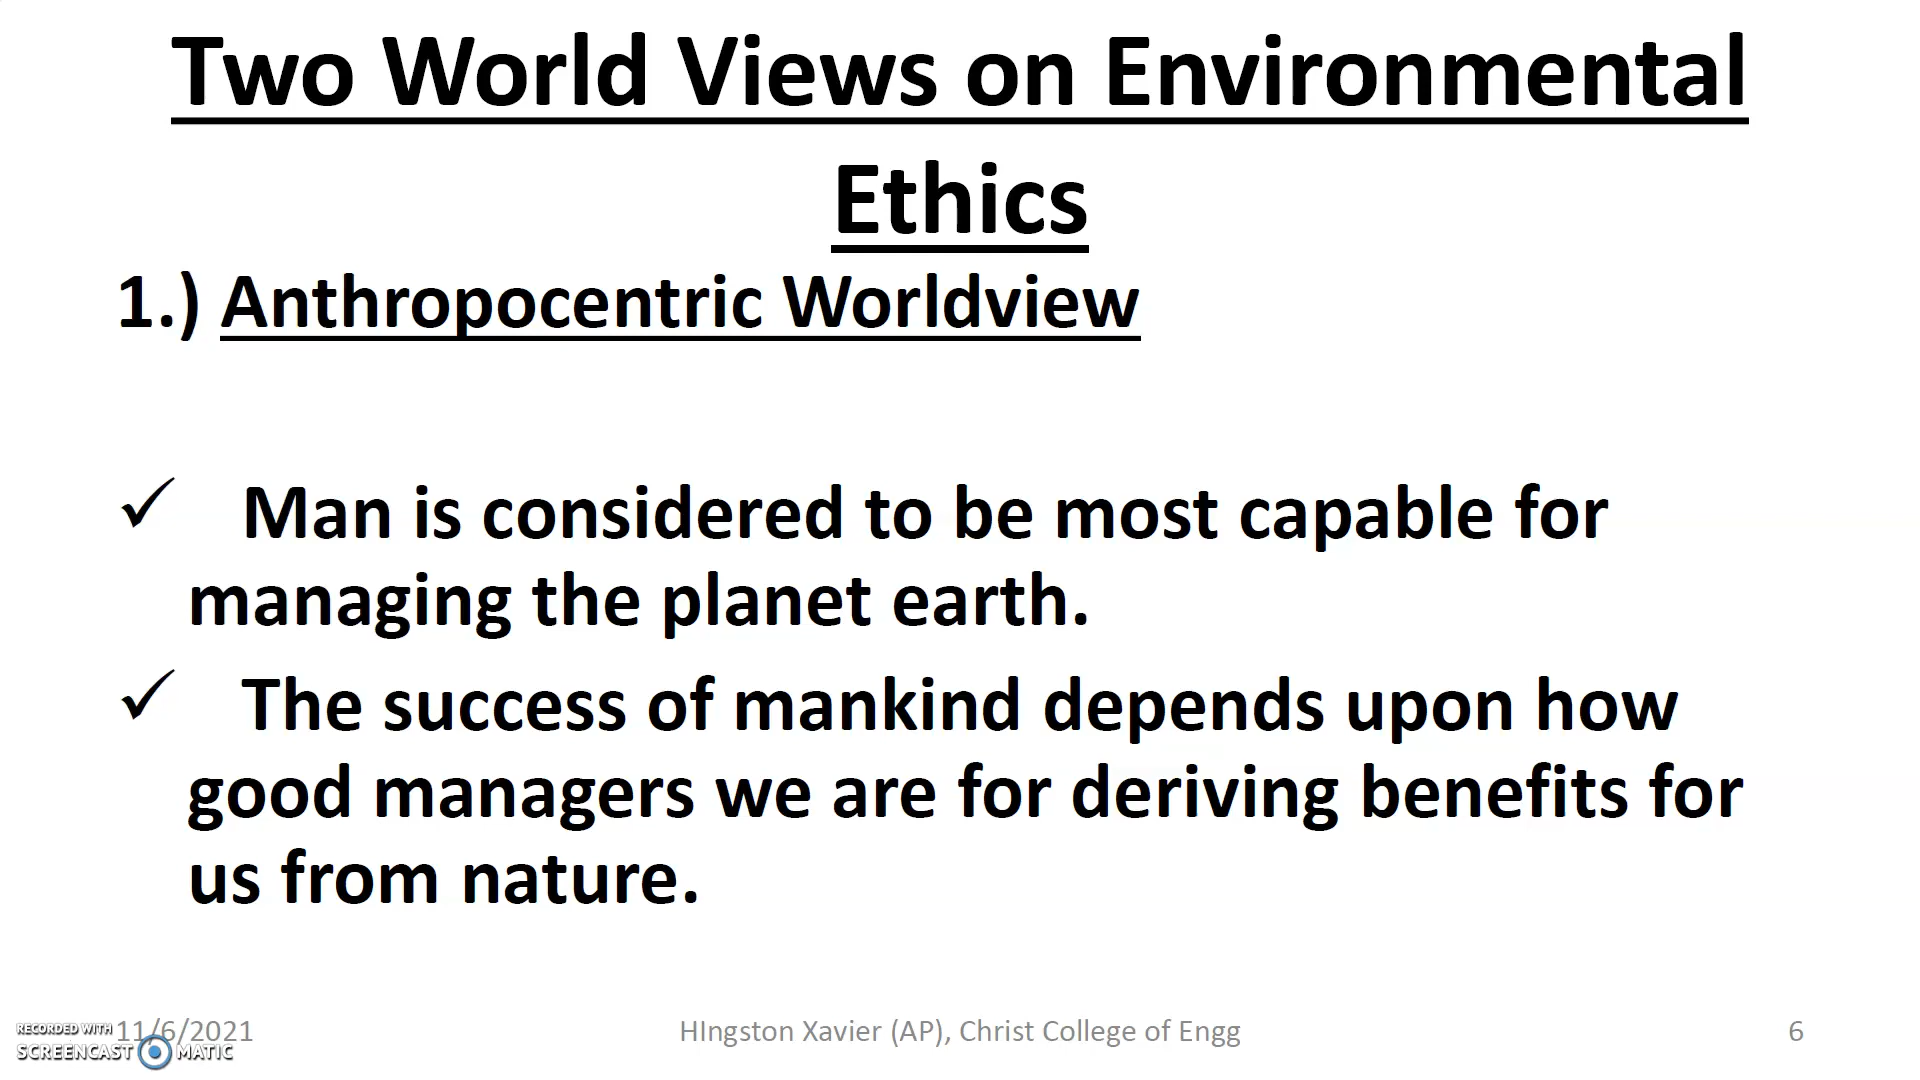 Two World Views on Environmental
Ethics
1.) Anthropocentric Worldview
✓ Man is considered to be most capable for
managing the planet earth.
✓ The success of mankind depends upon how
good managers we are for deriving benefits for
us from nature.
11/6/2021
HIngston Xavier (AP), Christ College of Engg
6
RECORDED WITH
SCREENCAST MATIC